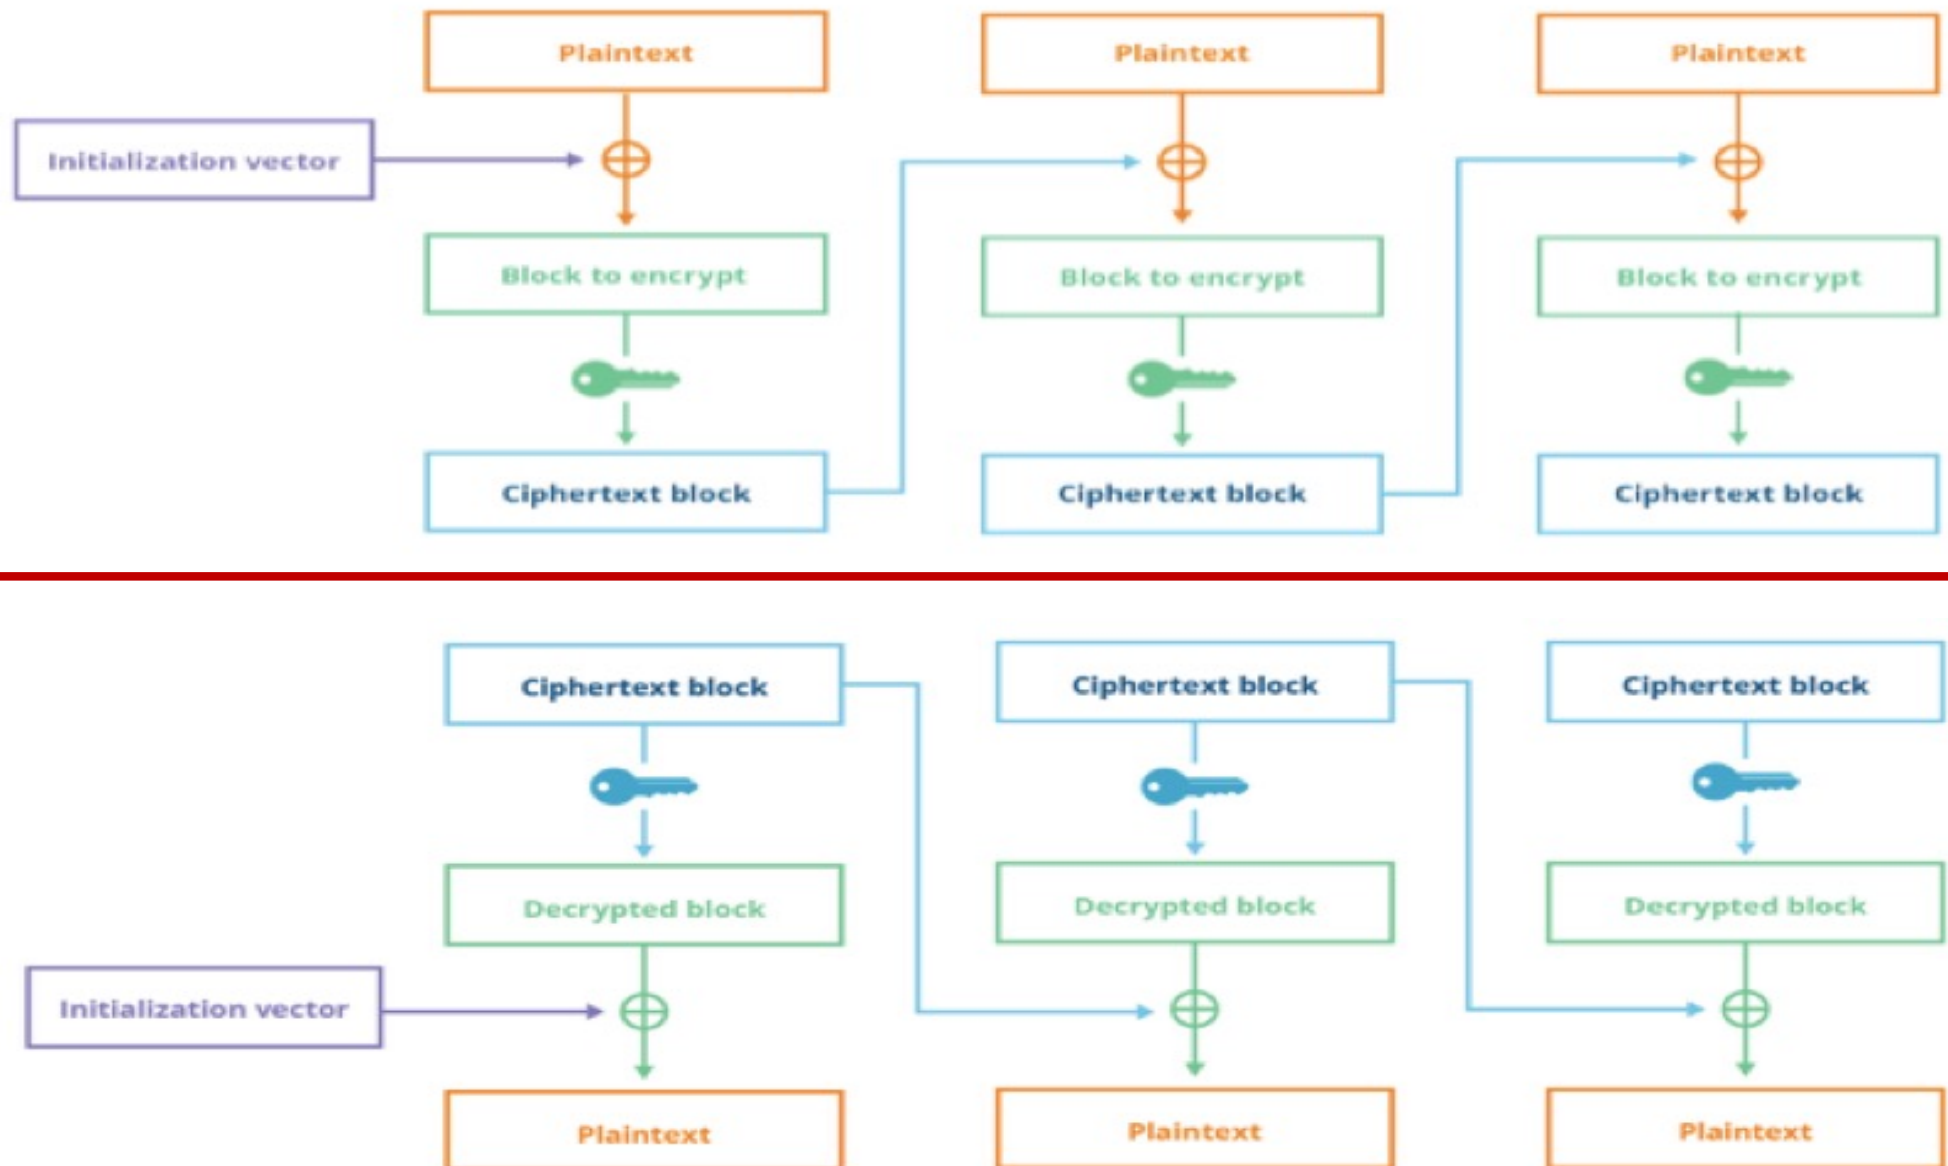 Plaintext
Plaintext
Plaintext
Initialization vector
Block to encrypt
Block to encrypt
Block to encrypt
Ciphertext block
Ciphertext block
Ciphertext block
Ciphertext block
Ciphertext block
Ciphertext block
Decrypted block
Decrypted block
Decrypted block
Initialization vector
Plaintext
Plaintext
Plaintext